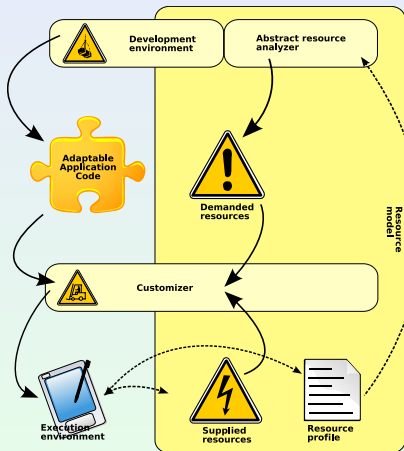 Development
environment
Abstract resource
analyzer
Adaptable
Application
Code
Demanded
resources
Resource
model
Customizer
Execution
environment
Supplied
resources
Resource
profile